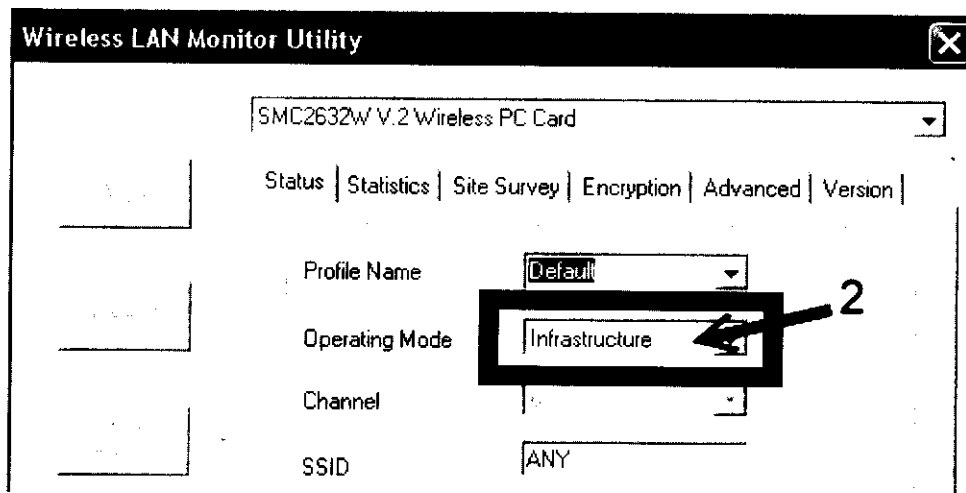 Wireless LAN Monitor Utility
SMC2632W V.2 Wireless PC Card
Status Statistics Site Survey Encryption Advanced Version
Profile Name Default
Operating Mode Infrastructure 2
Channel
SSID ANY